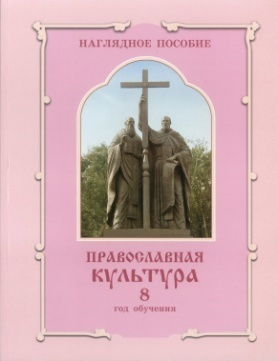 НАГЛЯДНОЕ ПОСОБИЕ
ПРАВОСЛАВНАЯ
КУЛЬТУРА
8
год обучения